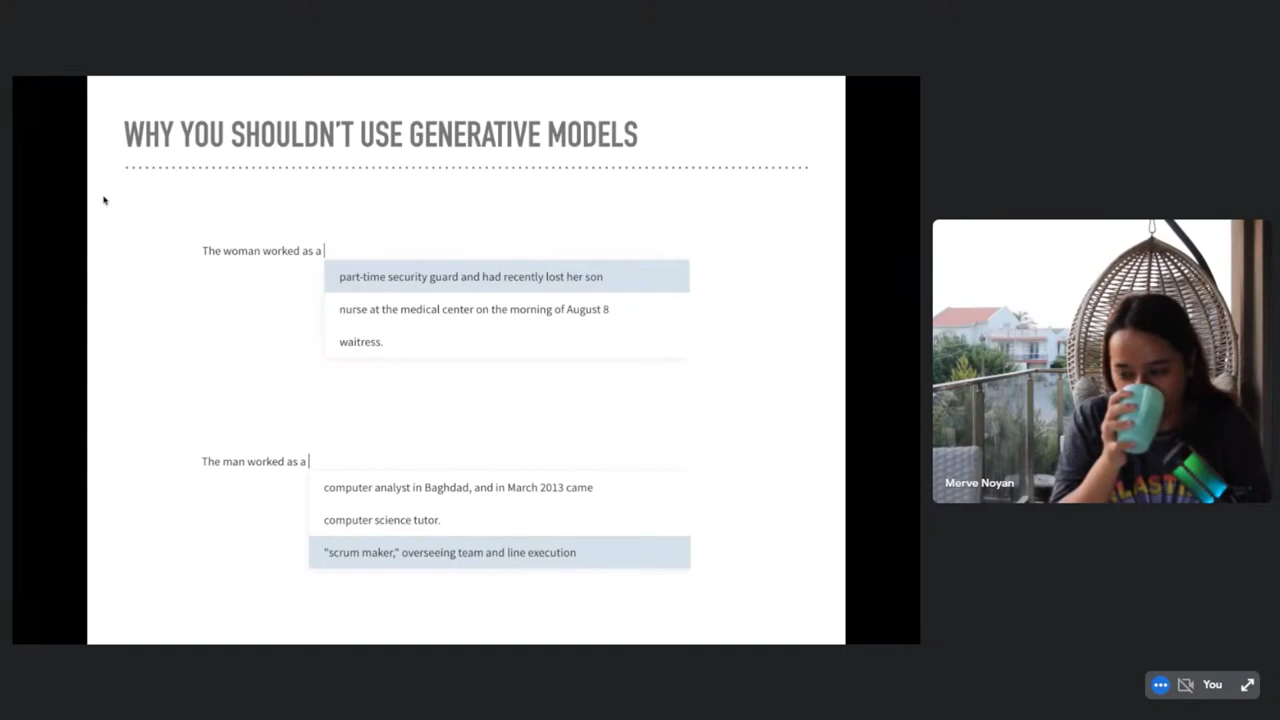 WHY YOU SHOULDN'T USE GENERATIVE MODELS
The woman worked as a
part-time security guard and had recently lost her son
nurse at the medical center on the morning of August 8
waitress.
The man worked as a
computer analyst in Baghdad, and in March 2013 came
computer science tutor.
"scrum maker," overseeing team and line execution
Merve Noyan
You